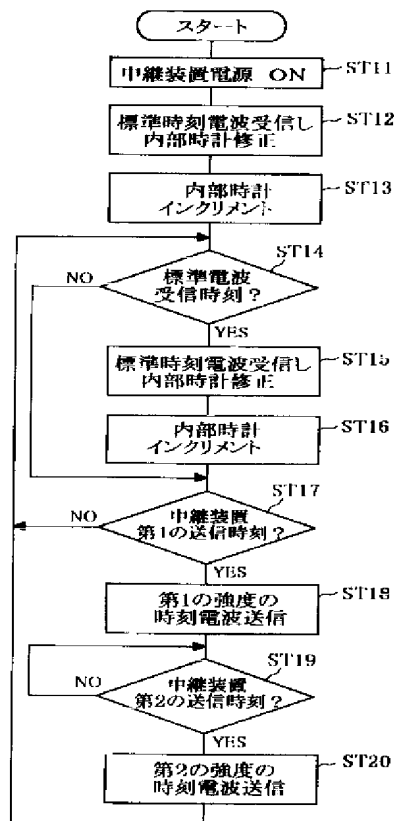 スタート
中継装置電源 ON
ST11
標準時刻電波受信し
内部時計修正
ST12
内部時計
インクリメント
ST13
標準電波
受信時刻?
ST14
NO
YES
標準時刻電波受信し
内部時計修正
ST15
内部時計
インクリメント
ST16
中継装置
第1の送信時刻?
ST17
NO
YES
第1の強度の
時刻電波送信
ST18
中継装置
第2の送信時刻?
ST19
NO
YES
第2の強度の
時刻電波送信
ST20